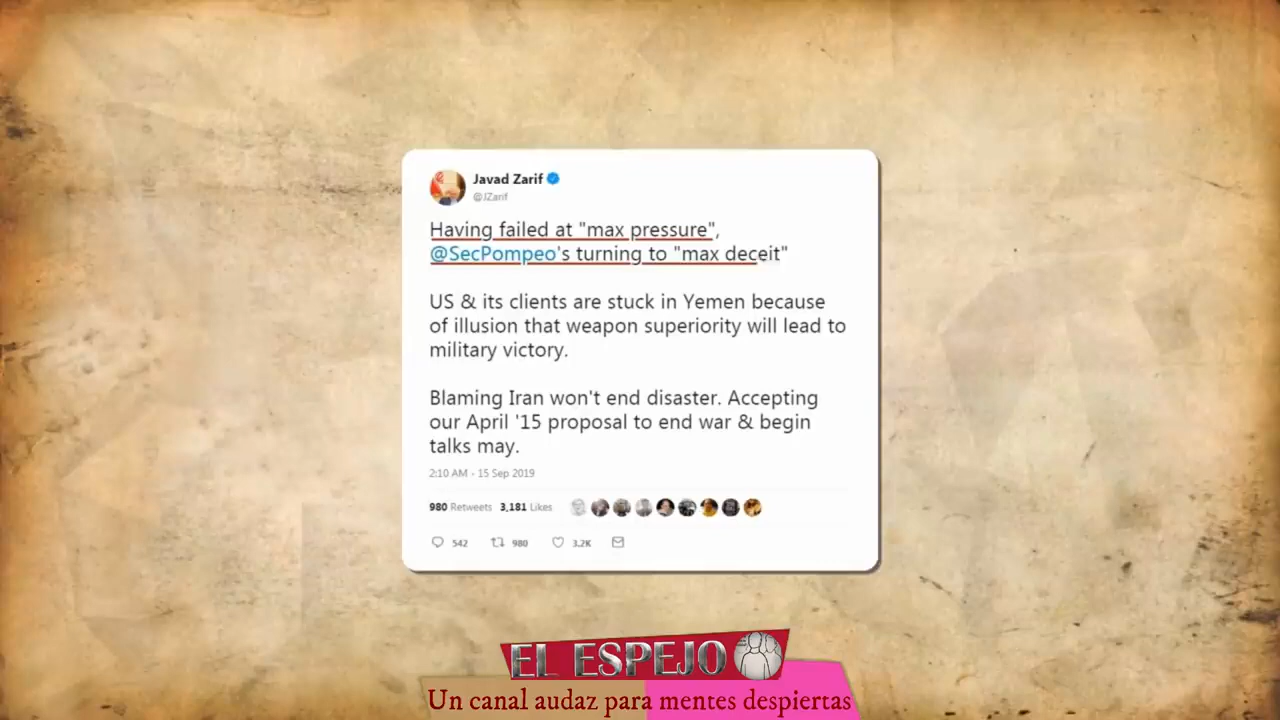 Javad Zarif
@JZarif
Having failed at "max pressure",
@SecPompeo's turning to "max deceit"
US & its clients are stuck in Yemen because
of illusion that weapon superiority will lead to
military victory.
Blaming Iran won't end disaster. Accepting
our April '15 proposal to end war & begin
talks may.
2:10 AM - 15 Sep 2019
980 Retweets 3,181 Likes
542 980 3.2K
EL ESPEJO
Un canal audaz para mentes despiertas